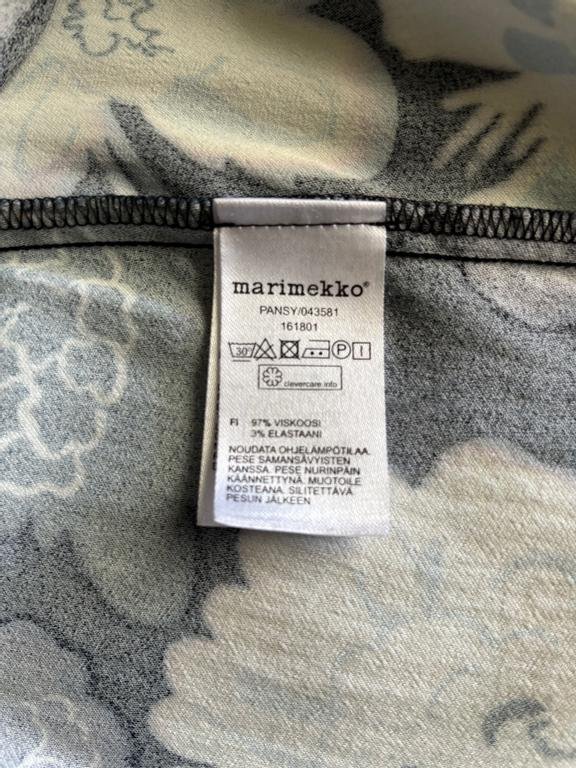 marimekko®
PANSY/043581
161801
30°
P
clevercare.info
FI 97% VISKOOSI
3% ELASTAANI
NOUDATA OHJELÄMPÖTILAA.
PESE SAMANSÄVYISTEN
KANSSA. PESE NURINPÄIN
KÄÄNNETTYNÄ. MUOTOILE
KOSTEANA. SILITETTÄVÄ
PESUN JÄLKEEN